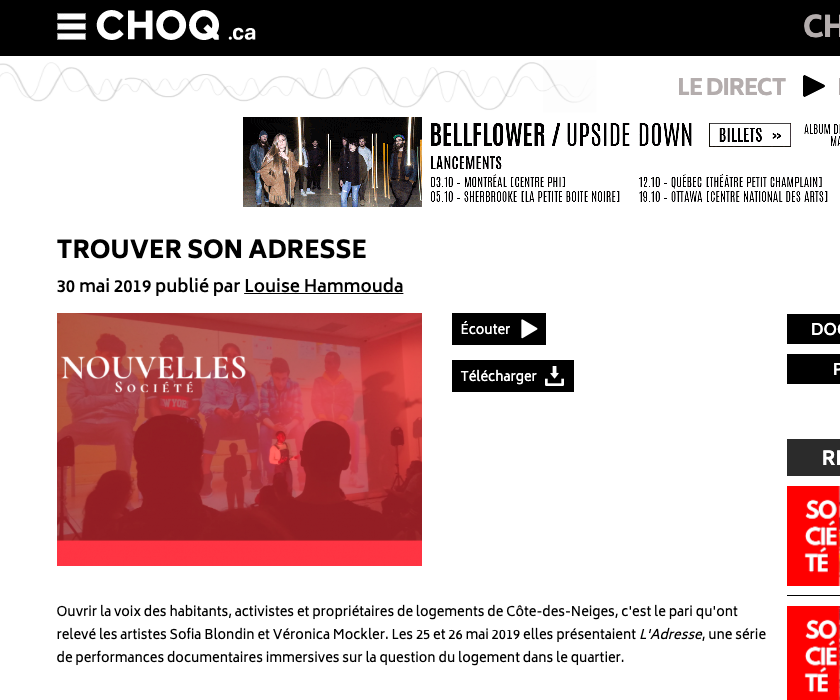 CHOQ.ca
CH
LE DIRECT
BELLFLOWER / UPSIDE DOWN
BILLETS »
LANCEMENTS
03.10 - MONTRÉAL [CENTRE PHI]
05.10 - SHERBROOKE [LA PETITE BOITE NOIRE]
12.10 - QUÉBEC [THÉÂTRE PETIT CHAMPLAIN]
19.10 - OTTAWA [CENTRE NATIONAL DES ARTS]
ALBUM D
MA
TROUVER SON ADRESSE
30 mai 2019 publié par Louise Hammouda
NOUVELLES
SOCIÉTÉ
Écouter
Télécharger
DO
P
R
SO
CIÉ
TÉ
SO
CIÉ
TÉ
Ouvrir la voix des habitants, activistes et propriétaires de logements de Côte-des-Neiges, c'est le pari qu'ont
relevé les artistes Sofia Blondin et Véronica Mockler. Les 25 et 26 mai 2019 elles présentaient L'Adresse, une série
de performances documentaires immersives sur la question du logement dans le quartier.